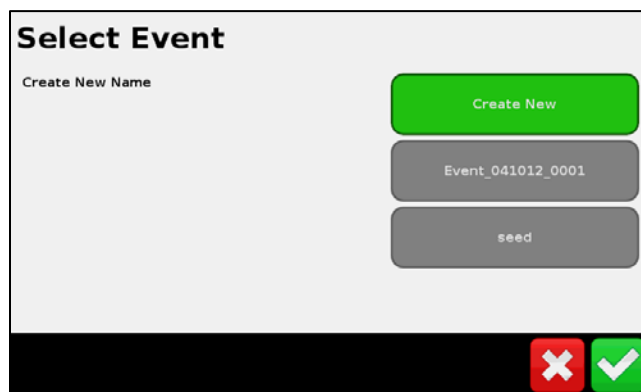 Select Event
Create New Name
Create New
Event_041012_0001
seed